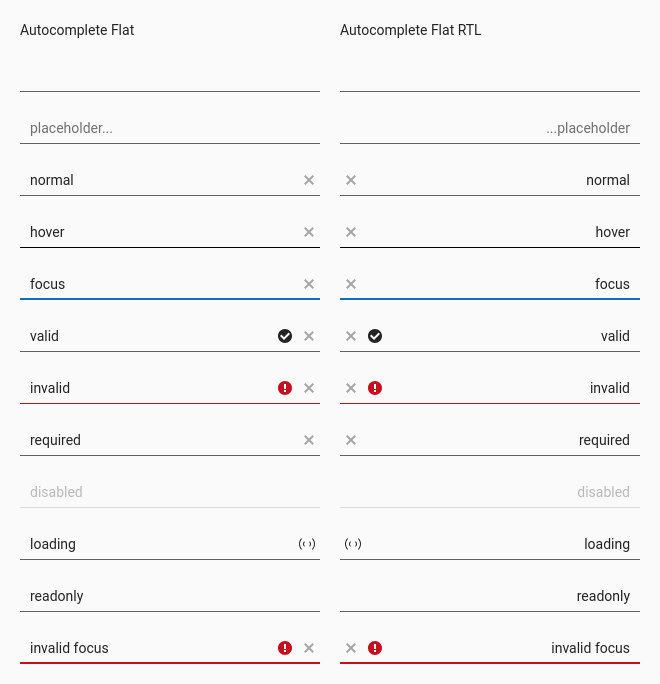 Autocomplete Flat
placeholder...
normal
hover
focus
valid
invalid
required
disabled
loading
readonly
invalid focus
Autocomplete Flat RTL
...placeholder
normal
hover
focus
valid
invalid
required
disabled
loading
readonly
invalid focus